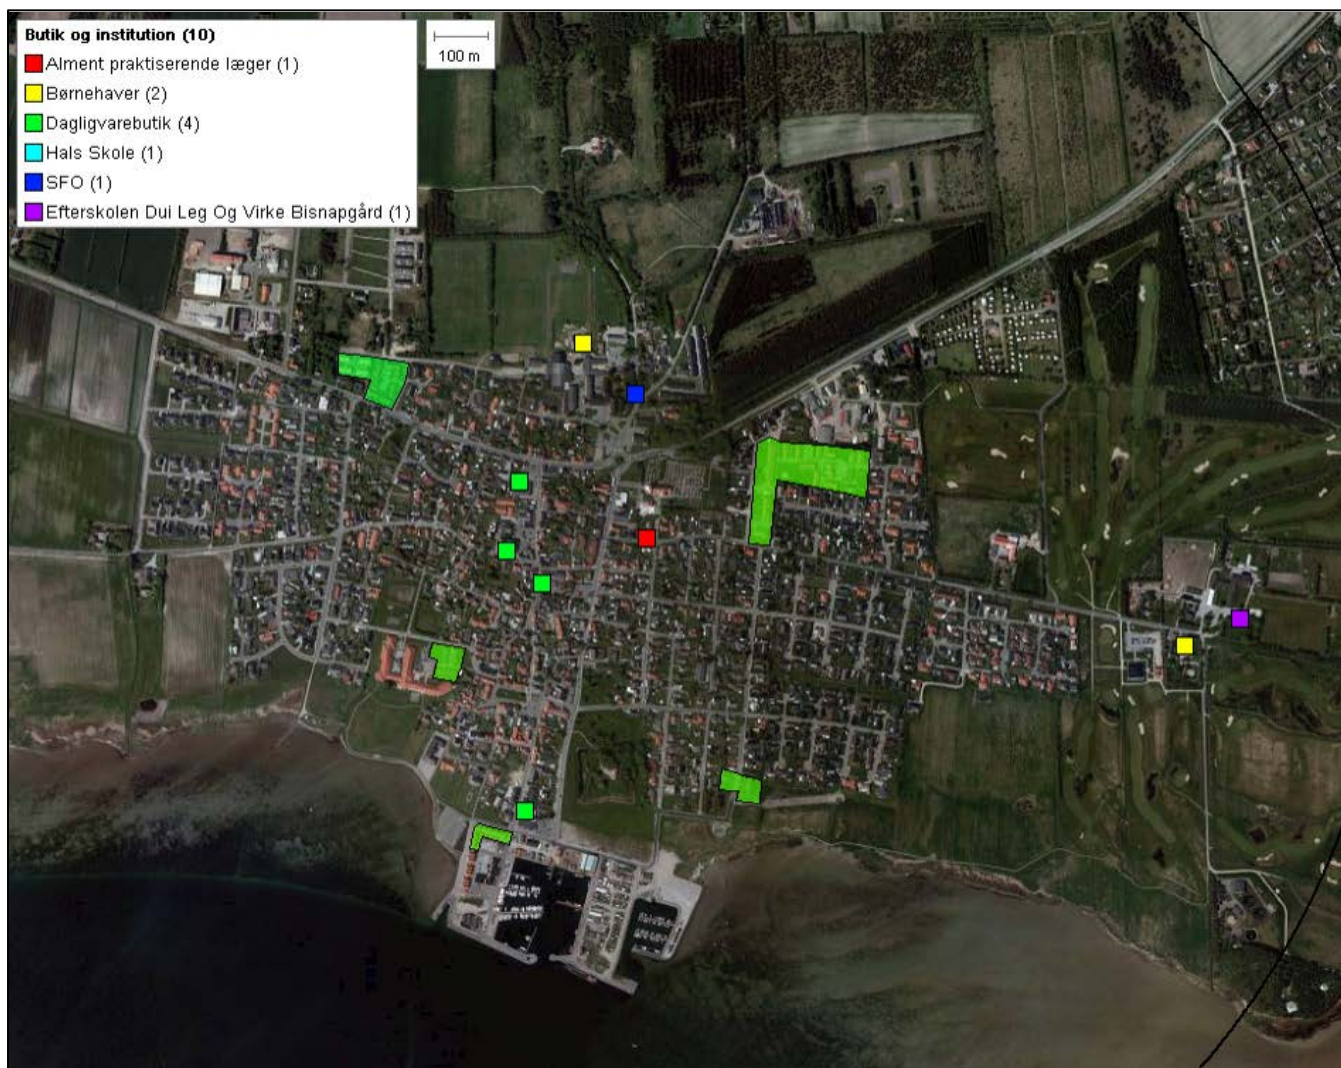 Butik og institution (10)
Alment praktiserende læger (1)
Børnehaver (2)
Dagligvarebutik (4)
Hals Skole (1)
SFO (1)
Efterskolen Dui Leg Og Virke Bisnapgård (1)
100 m